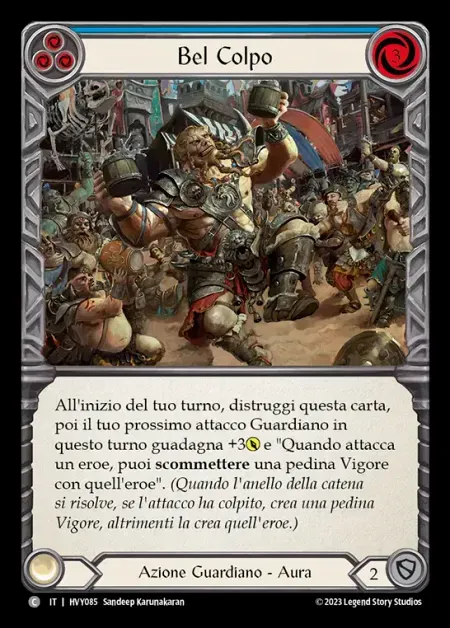 Bel Colpo
3
All'inizio del tuo turno, distruggi questa carta,
poi il tuo prossimo attacco Guardiano in
questo turno guadagna +3 e "Quando attacca
un eroe, puoi scommettere una pedina Vigore
con quell'eroe". (Quando l'anello della catena
si risolve, se l'attacco ha colpito, crea una pedina
Vigore, altrimenti la crea quell'eroe.)
Azione Guardiano - Aura
2
C IT | HVY085 Sandeep Karunakaran
© 2023 Legend Story Studios